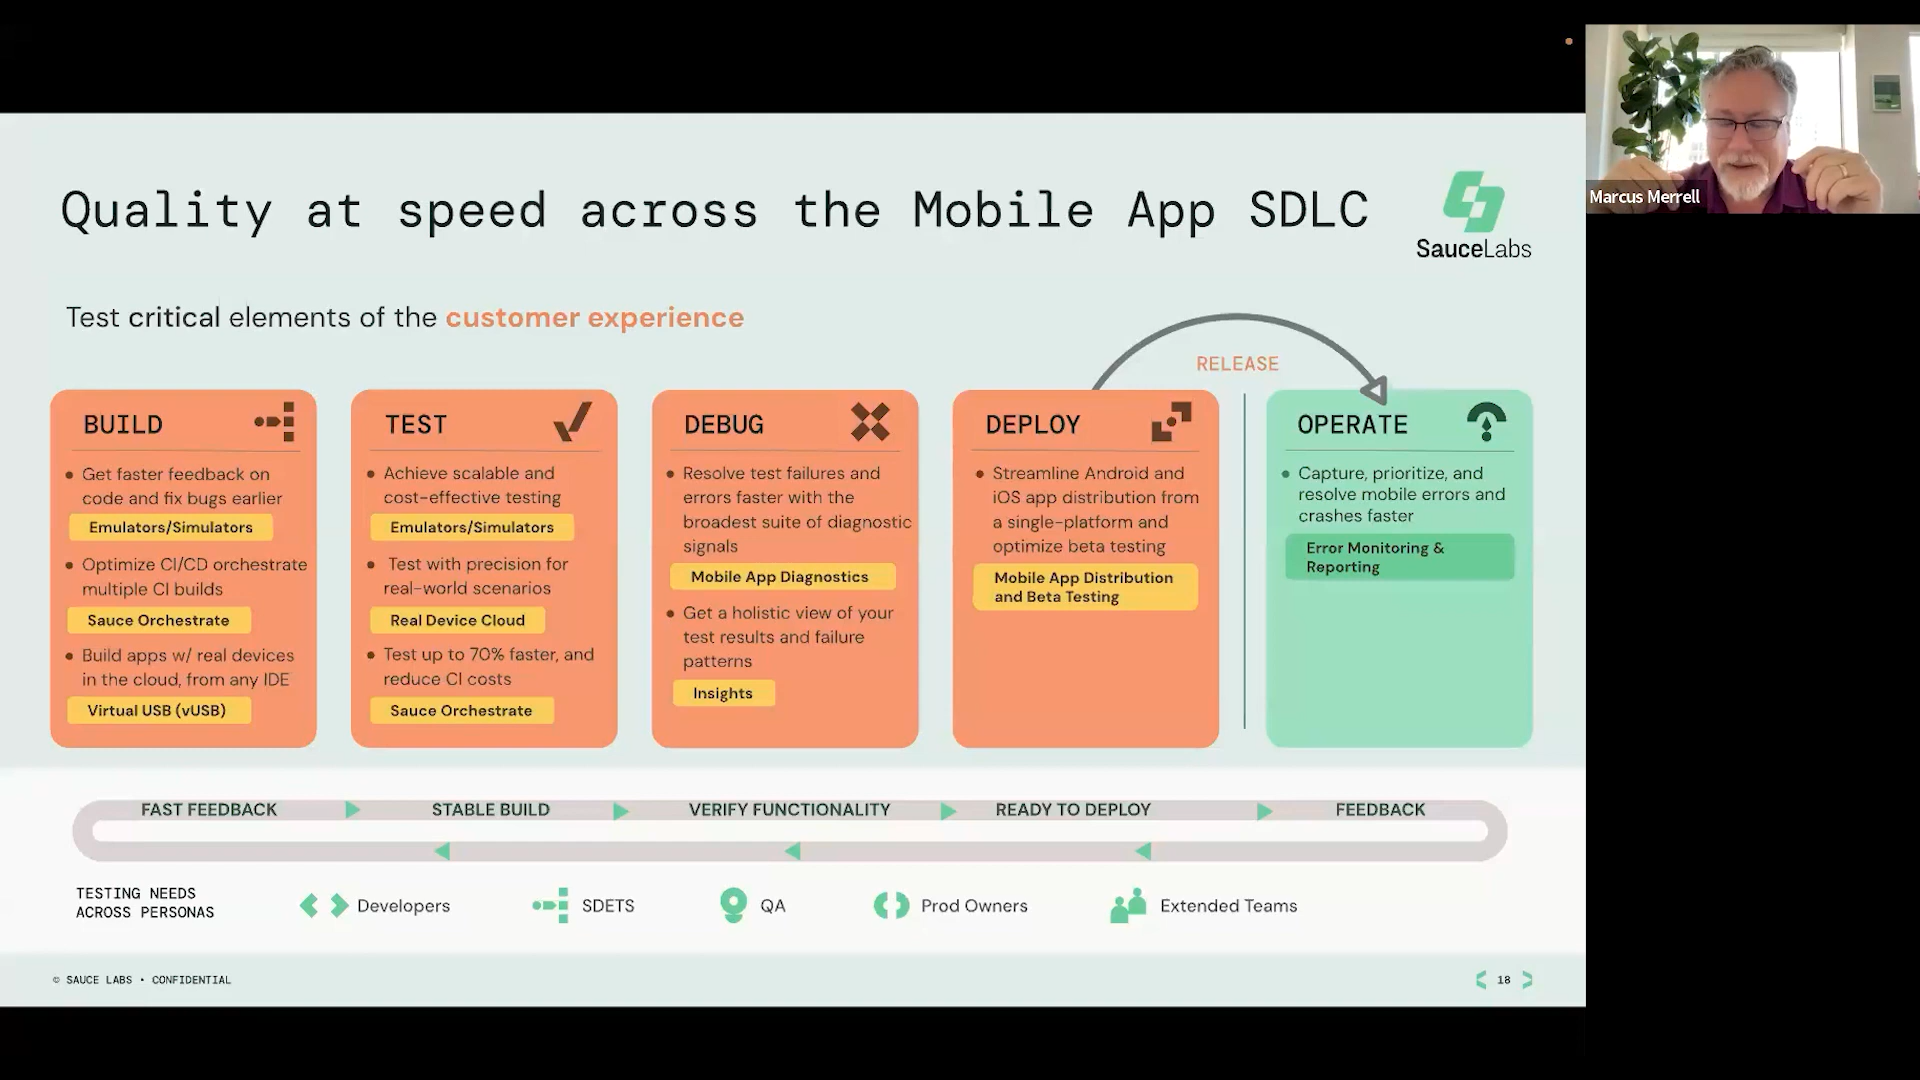 Quality at speed across the Mobile App SDLC
SauceLabs
Marcus Merrell
Test critical elements of the customer experience
RELEASE
BUILD
Get faster feedback on
code and fix bugs earlier
Emulators/Simulators
Optimize CI/CD orchestrate
multiple CI builds
Sauce Orchestrate
Build apps w/ real devices
in the cloud, from any IDE
Virtual USB (vUSB)
TEST
Achieve scalable and
cost-effective testing
Emulators/Simulators
Test with precision for
real-world scenarios
Real Device Cloud
Test up to 70% faster, and
reduce CI costs
Sauce Orchestrate
DEBUG
Resolve test failures and
errors faster with the
broadest suite of diagnostic
signals
Mobile App Diagnostics
Get a holistic view of your
test results and failure
patterns
Insights
DEPLOY
Streamline Android and
iOS app distribution from
a single-platform and
optimize beta testing
Mobile App Distribution
and Beta Testing
OPERATE
Capture, prioritize, and
resolve mobile errors and
crashes faster
Error Monitoring &
Reporting
FAST FEEDBACK
STABLE BUILD
VERIFY FUNCTIONALITY
READY TO DEPLOY
FEEDBACK
TESTING NEEDS
ACROSS PERSONAS
Developers
SDETS
QA
Prod Owners
Extended Teams
© SAUCE LABS • CONFIDENTIAL
18